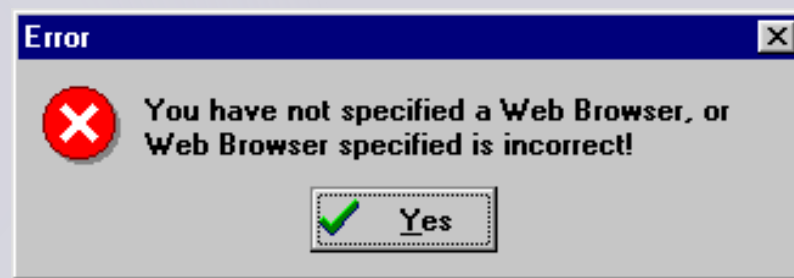 Error
You have not specified a Web Browser, or
Web Browser specified is incorrect!
Yes